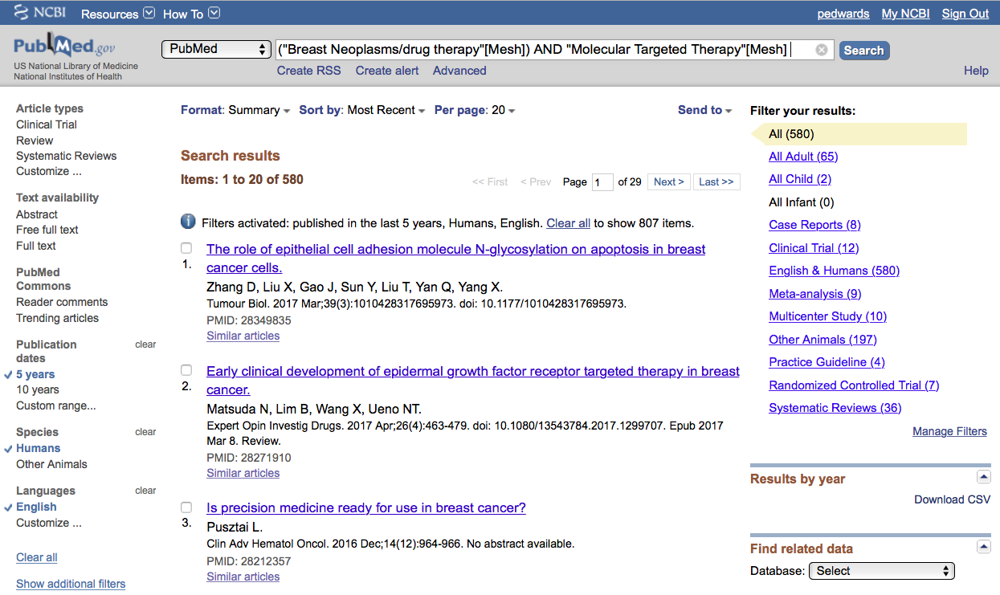 NCBI Resources How To pedwards My NCBI Sign Out
PubMed.gov
US National Library of Medicine
National Institutes of Health
PubMed ("Breast Neoplasms/drug therapy"[Mesh]) AND "Molecular Targeted Therapy"[Mesh] Search
Create RSS Create alert Advanced Help
Article types
Clinical Trial
Review
Systematic Reviews
Customize ...
Text availability
Abstract
Free full text
Full text
PubMed
Commons
Reader comments
Trending articles
Publication clear
dates
5 years
10 years
Custom range...
Species clear
Humans
Other Animals
Languages clear
English
Customize ...
Clear all
Show additional filters
Format: Summary Sort by: Most Recent Per page: 20 Send to
Search results
Items: 1 to 20 of 580
<< First < Prev Page 1 of 29 Next > Last >>
Filters activated: published in the last 5 years, Humans, English. Clear all to show 807 items.
The role of epithelial cell adhesion molecule N-glycosylation on apoptosis in breast
1. cancer cells.
Zhang D, Liu X, Gao J, Sun Y, Liu T, Yan Q, Yang X.
Tumour Biol. 2017 Mar;39(3):1010428317695973. doi: 10.1177/1010428317695973.
PMID: 28349835
Similar articles
Early clinical development of epidermal growth factor receptor targeted therapy in breast
2. cancer.
Matsuda N, Lim B, Wang X, Ueno NT.
Expert Opin Investig Drugs. 2017 Apr;26(4):463-479. doi: 10.1080/13543784.2017.1299707. Epub 2017
Mar 8. Review.
PMID: 28271910
Similar articles
Is precision medicine ready for use in breast cancer?
3. Pusztai L.
Clin Adv Hematol Oncol. 2016 Dec;14(12):964-966. No abstract available.
PMID: 28212357
Similar articles
Filter your results:
All (580)
All Adult (65)
All Child (2)
All Infant (0)
Case Reports (8)
Clinical Trial (12)
English & Humans (580)
Meta-analysis (9)
Multicenter Study (10)
Other Animals (197)
Practice Guideline (4)
Randomized Controlled Trial (7)
Systematic Reviews (36)
Manage Filters
Results by year
Download CSV
Find related data
Database: Select